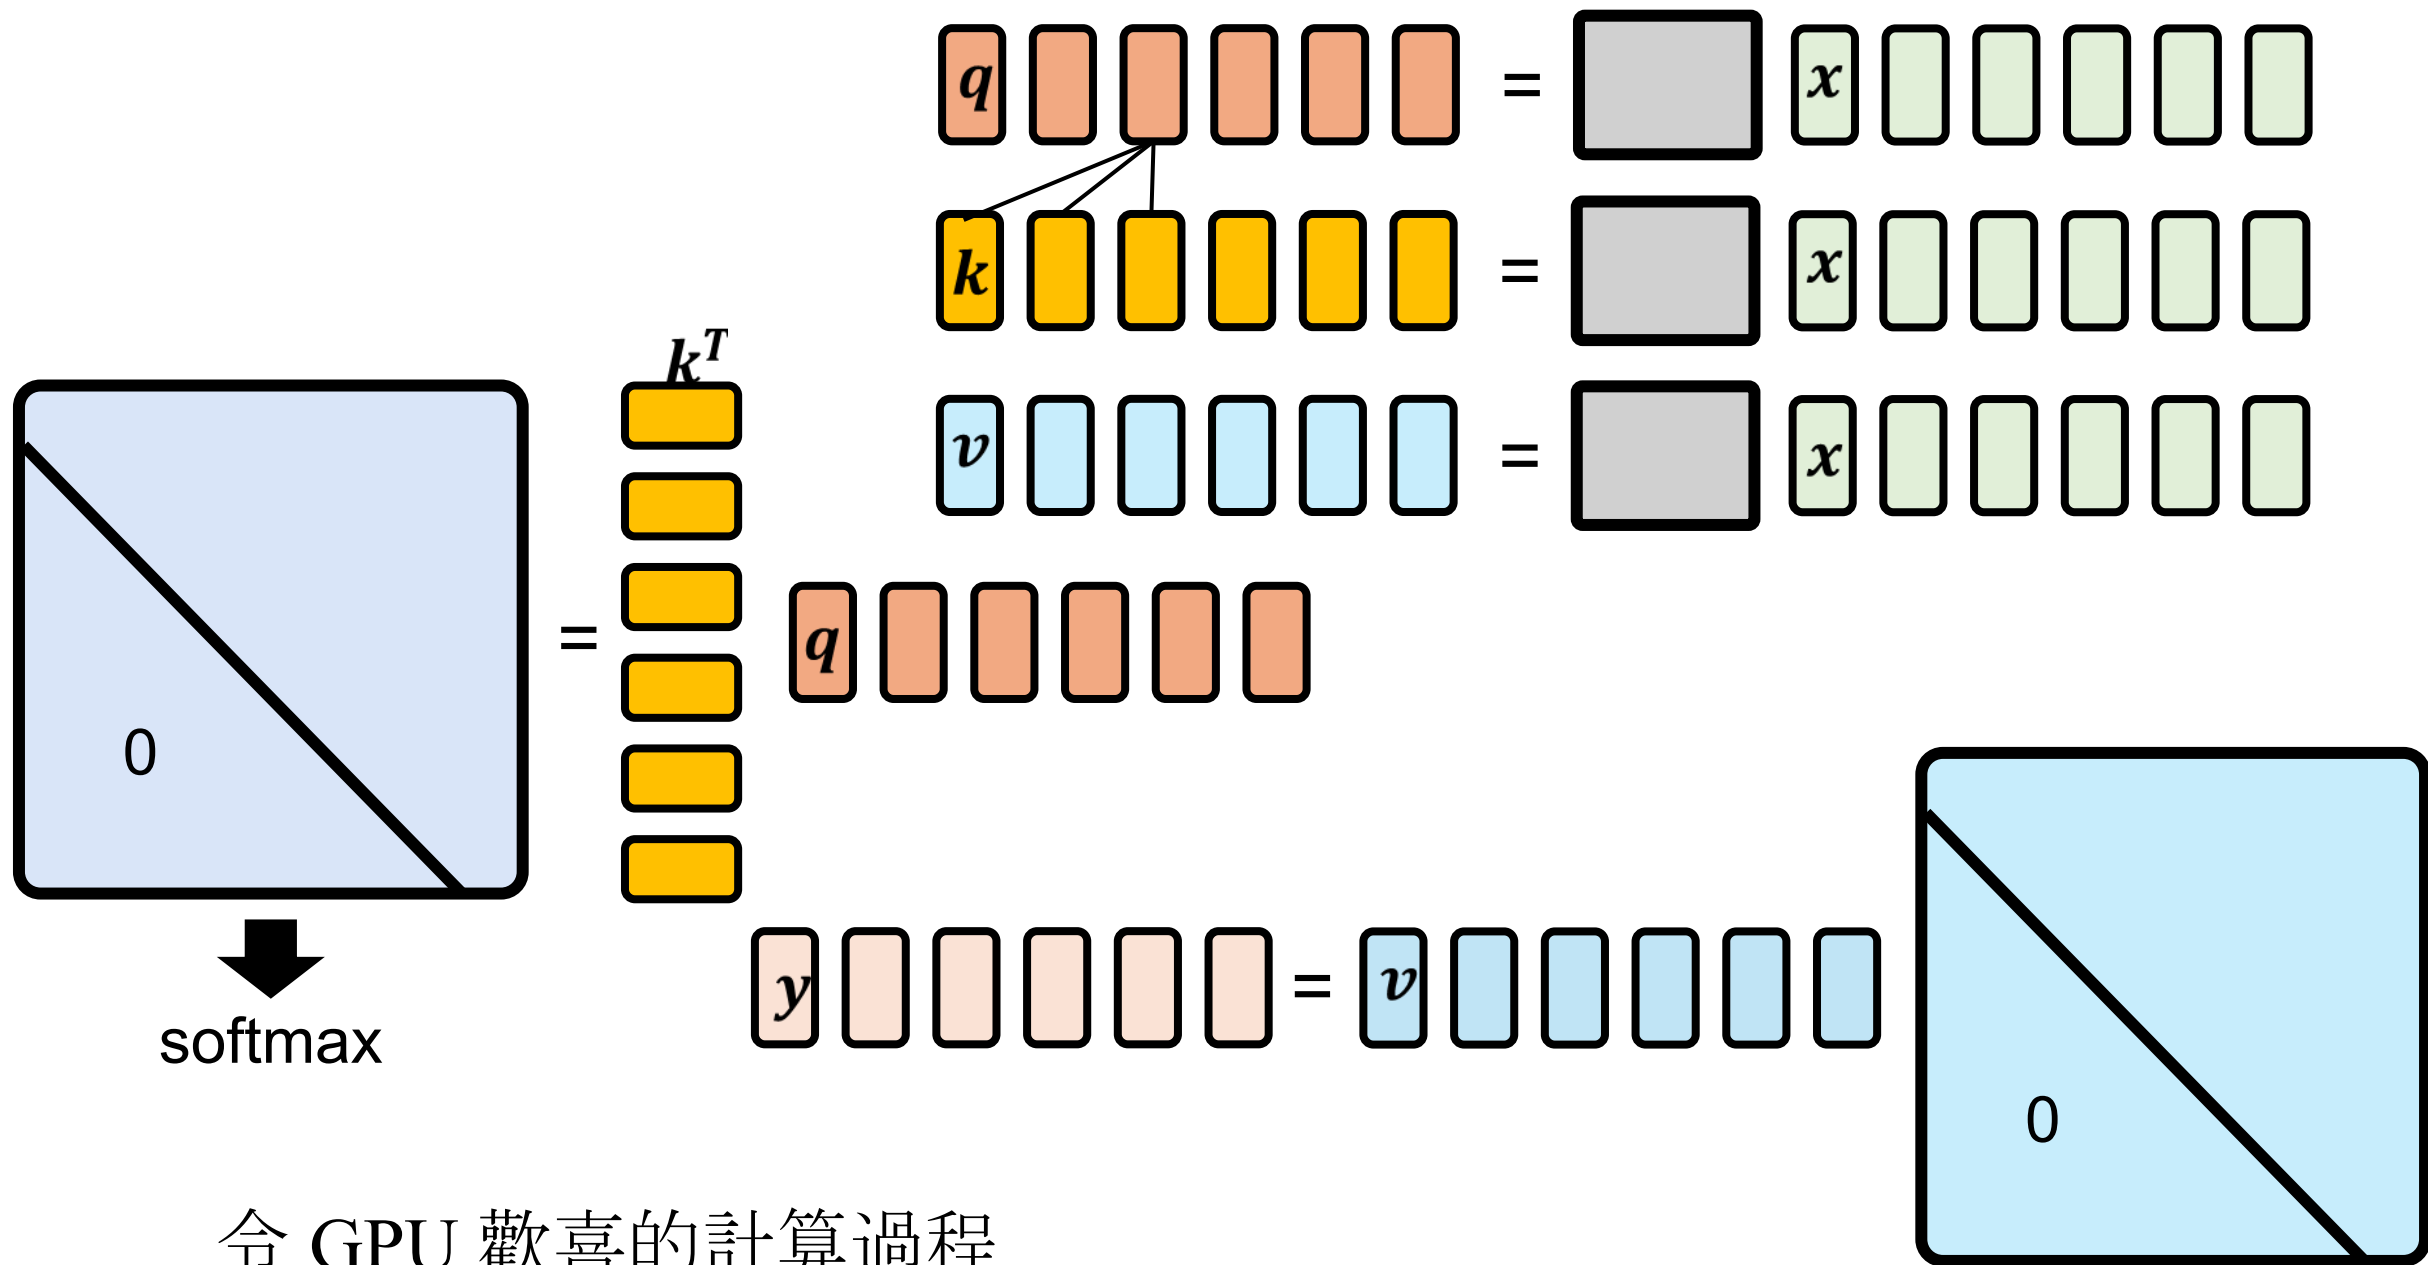 q = x
k = x
k^T
v = x
q
=
0
y = v
0
softmax
令 GPU 歡喜的計算過程